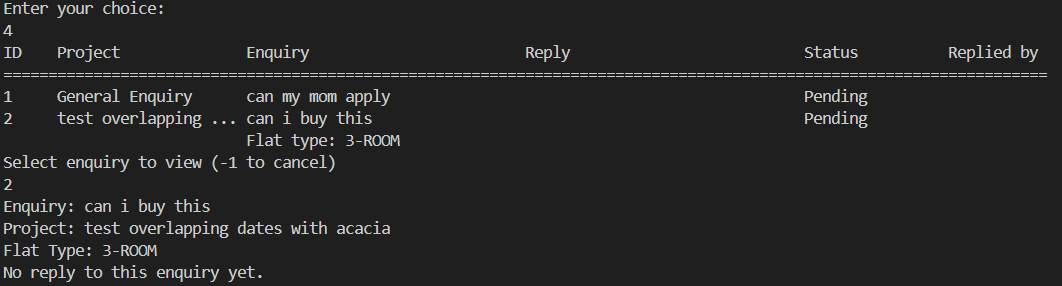 Enter your choice:
4
ID Project Enquiry Reply Status Replied by
====================================================================================================================
1 General Enquiry can my mom apply Pending
2 test overlapping ... can i buy this Pending
Flat type: 3-ROOM
Select enquiry to view (-1 to cancel)
2
Enquiry: can i buy this
Project: test overlapping dates with acacia
Flat Type: 3-ROOM
No reply to this enquiry yet.